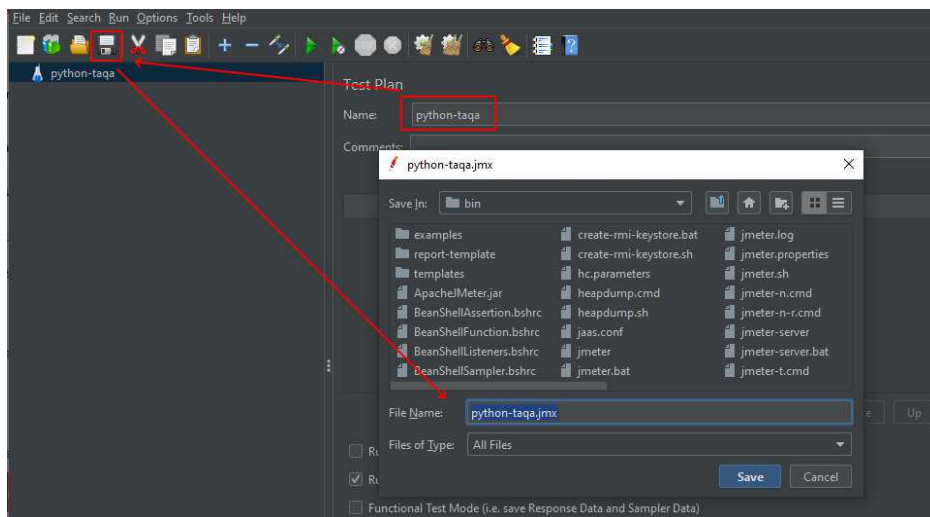 File Edit Search Run Options Tools Help
python-taqa
Test Plan
Name: python-taqa
Comments:
python-taqa.jmx
Save In: bin
examples create-rmi-keystore.bat jmeter.log
report-template create-rmi-keystore.sh jmeter.properties
templates hc.parameters jmeter.sh
ApacheJMeter.jar heapdump.cmd jmeter-n.cmd
BeanShellAssertion.bshrc heapdump.sh jmeter-n-r.cmd
BeanShellFunction.bshrc jaas.conf jmeter-server
BeanShellListeners.bshrc jmeter jmeter-server.bat
BeanShellSampler.bshrc jmeter.bat jmeter-t.cmd
File Name: python-taqa.jmx
Up
Files of Type: All Files
Save Cancel
Functional Test Mode (i.e. save Response Data and Sampler Data)